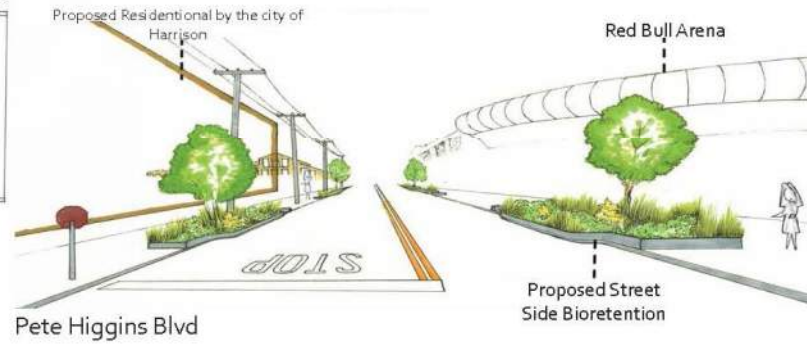 Proposed Residentional by the city of
Harrison
Red Bull Arena
STOP
Proposed Street
Side Bioretention
Pete Higgins Blvd